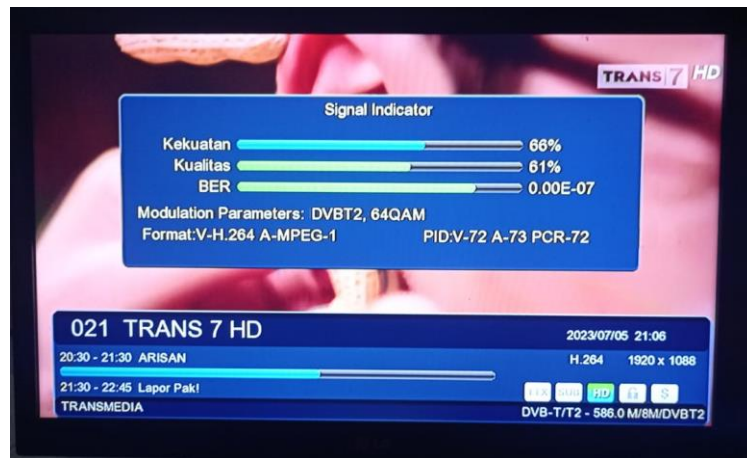 TRANS 7 HD
Signal Indicator
Kekuatan 66%
Kualitas 61%
BER 0.00E-07
Modulation Parameters: DVBT2, 64QAM
Format:V-H.264 A-MPEG-1 PID:V-72 A-73 PCR-72
021 TRANS 7 HD 2023/07/05 21:06
20:30 - 21:30 ARISAN H.264 1920 x 1088
21:30 - 22:45 Lapor Pak! TTX SUB HD S
TRANSMEDIA DVB-T/T2 - 586.0 M/8M/DVBT2
LG